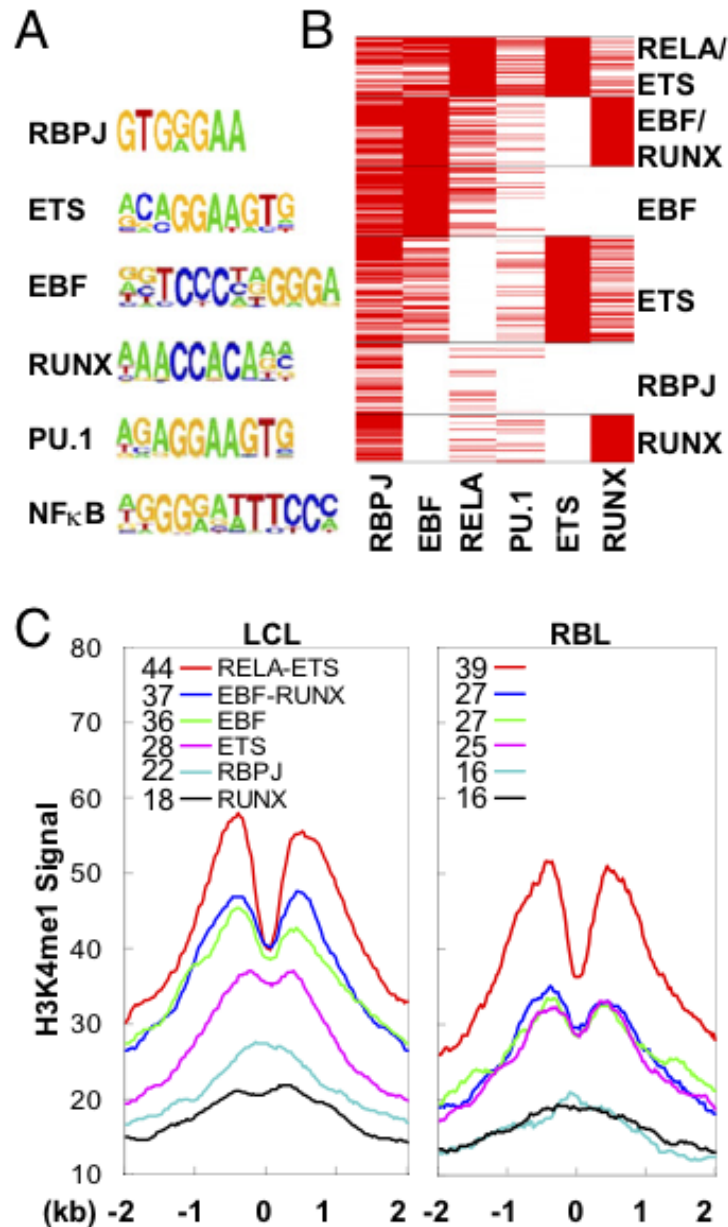 A
B
RBPJ GTGGGAA
ETS ACAGGAAGTG
EBF GGTCCCTAGGGA
RUNX AAACCACAAA
PU.1 AGAGGAAGTG
NFκB AGGGGATTTCCC
RELA/
ETS
EBF/
RUNX
EBF
ETS
RBPJ
RUNX
RBPJ
EBF
RELA
PU.1
ETS
RUNX
C
LCL
RBL
H3K4me1 Signal
80
70
60
50
40
30
20
10
44 RELA-ETS
37 EBF-RUNX
36 EBF
28 ETS
22 RBPJ
18 RUNX
39
27
27
25
16
16
(kb) -2 -1 0 1 2
-2 -1 0 1 2